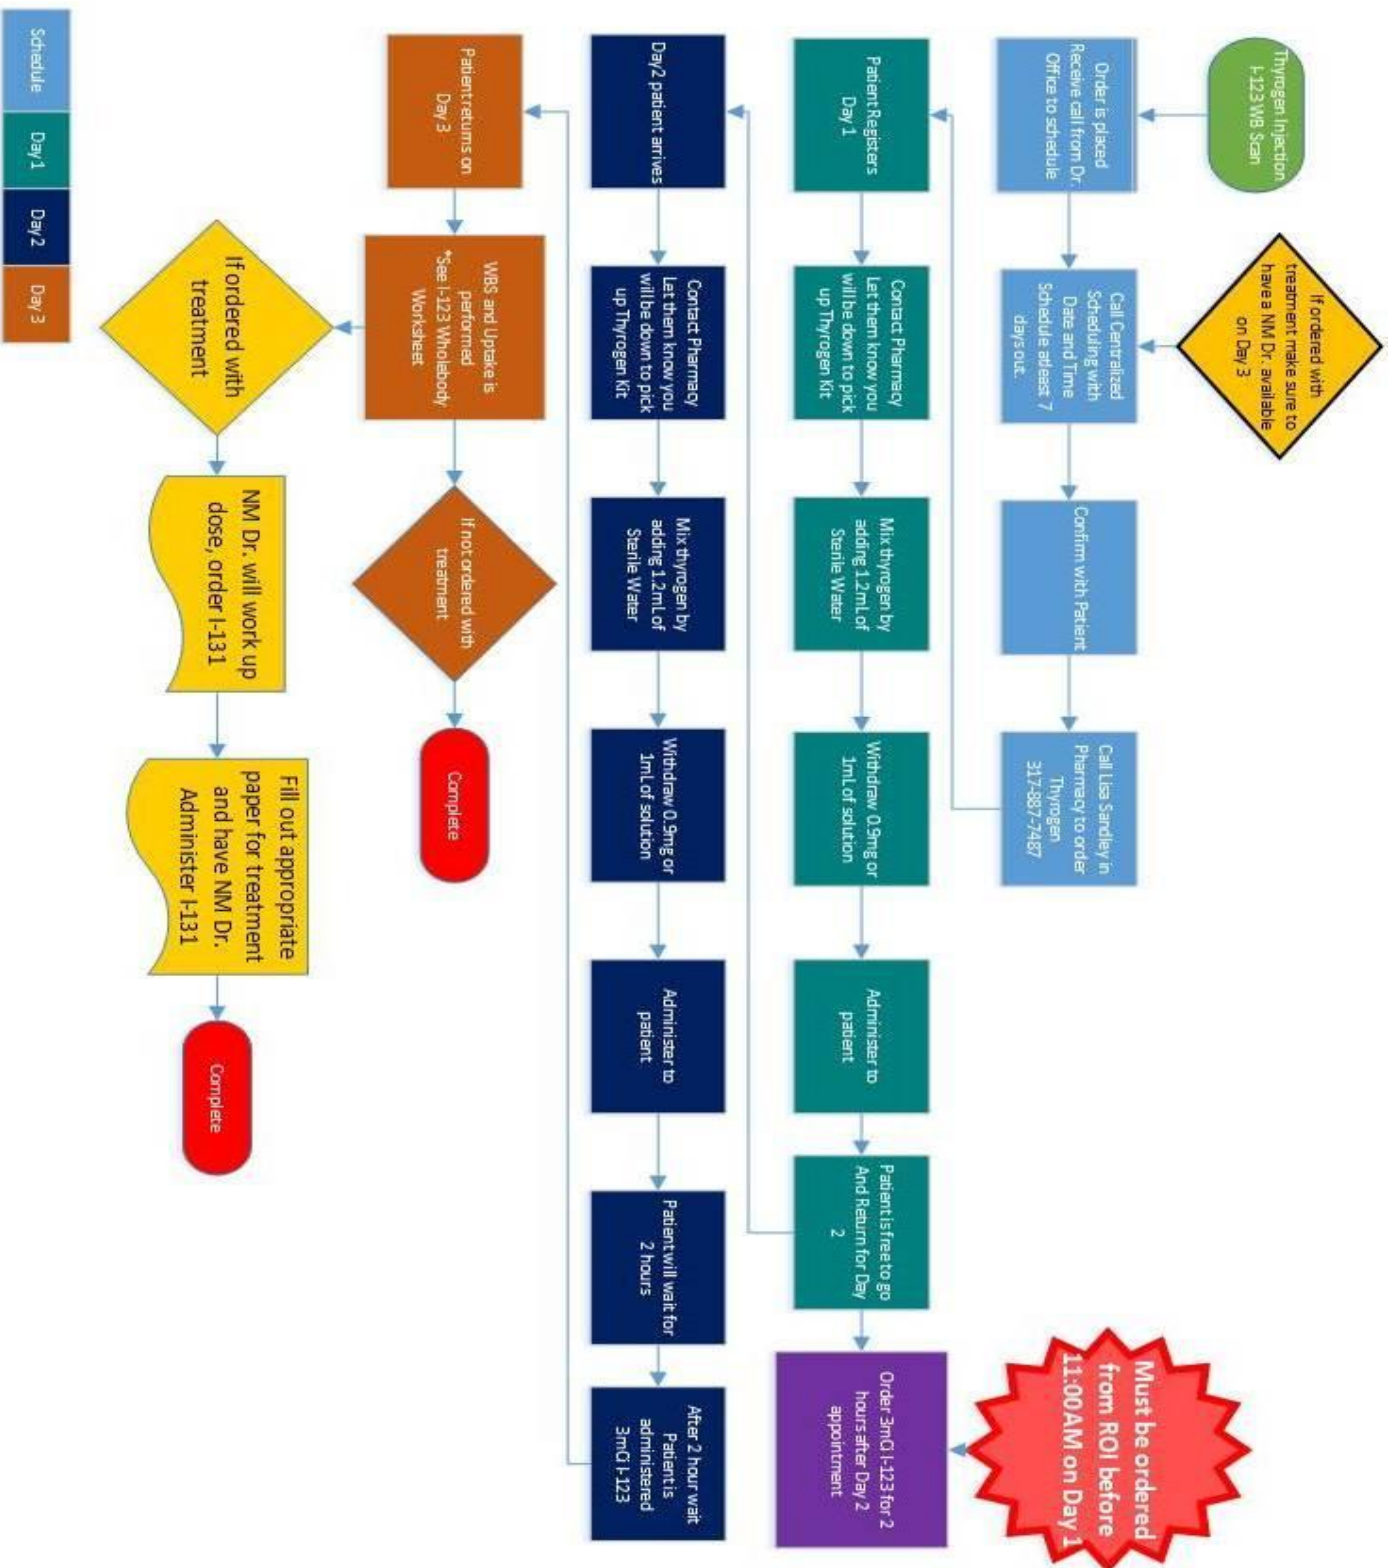 Thyrogen Injection
I-123 WB Scan
If ordered with
treatment make sure to
have a NM Dr. available
on Day 3
Order is placed
Receive call from Dr.
Office to schedule
Call Centralized
Scheduling with
Date and Time
Schedule atleast 7
days out.
Confirm with Patient
Call Lisa Sandley in
Pharmacy to order
Thyrogen
317-887-7487
Must be ordered
from ROI before
11:00AM on Day 1
Patient Registers
Day 1
Contact Pharmacy
Let them know you
will be down to pick
up Thyrogen Kit
Mix thyrogen by
adding 1.2mL of
Sterile Water
Withdraw 0.9mg or
1mL of solution
Administer to
patient
Patient is free to go
And Return for Day
2
Order 3mCi I-123 for 2
hours after Day 2
appointment
Day2 patient arrives
Contact Pharmacy
Let them know you
will be down to pick
up Thyrogen Kit
Mix thyrogen by
adding 1.2mL of
Sterile Water
Withdraw 0.9mg or
1mL of solution
Administer to
patient
Patient will wait for
2 hours
After 2 hour wait
Patient is
administered
3mCi I-123
Patient returns on
Day 3
WBS and Uptake is
performed
*See I-123 Wholebody
Worksheet
If not ordered with
treatment
Complete
If ordered with
treatment
NM Dr. will work up
dose, order I-131
Fill out appropriate
paper for treatment
and have NM Dr.
Administer I-131
Complete
Schedule
Day 1
Day 2
Day 3